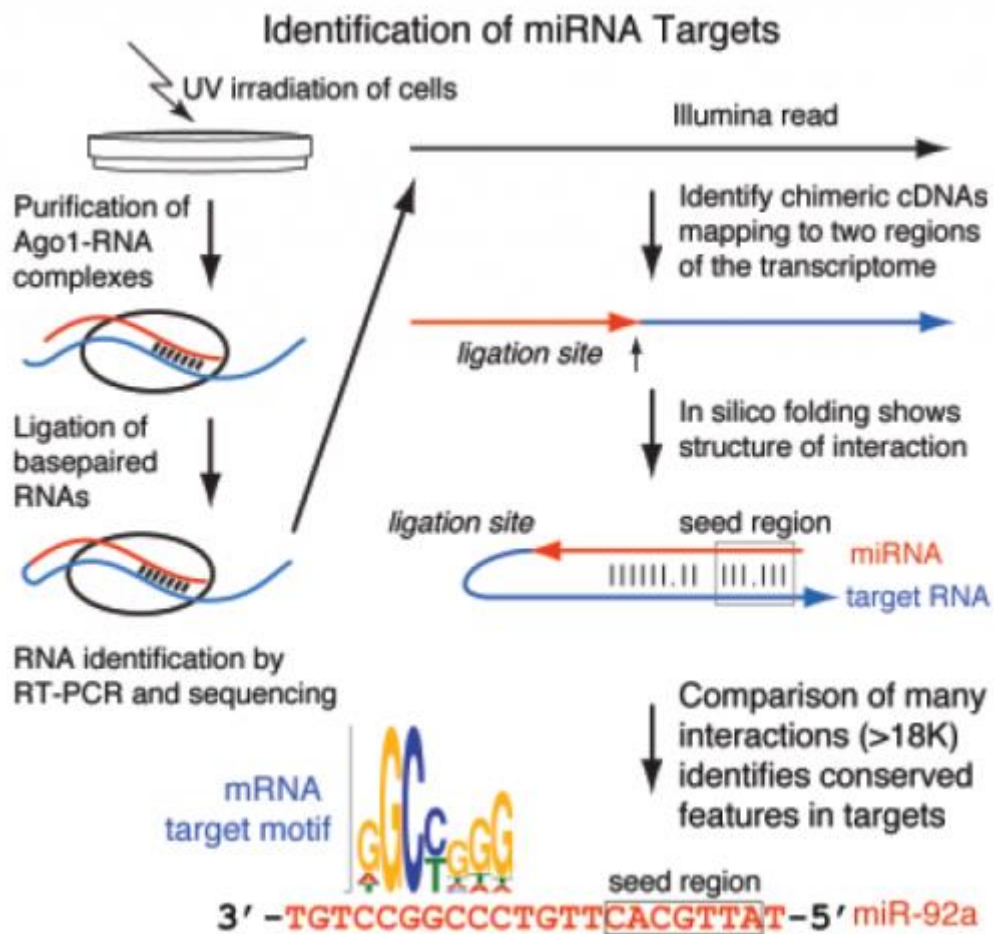 Identification of miRNA Targets
UV irradiation of cells
Purification of
Ago1-RNA
complexes
Ligation of
basepaired
RNAs
RNA identification by
RT-PCR and sequencing
Illumina read
Identify chimeric cDNAs
mapping to two regions
of the transcriptome
ligation site
In silico folding shows
structure of interaction
ligation site
seed region
miRNA
target RNA
Comparison of many
interactions (>18K)
identifies conserved
features in targets
mRNA
target motif
GGCCGGG
T
seed region
3' -TGTCCGGCCCTGTTCACGTTAT-5' miR-92a